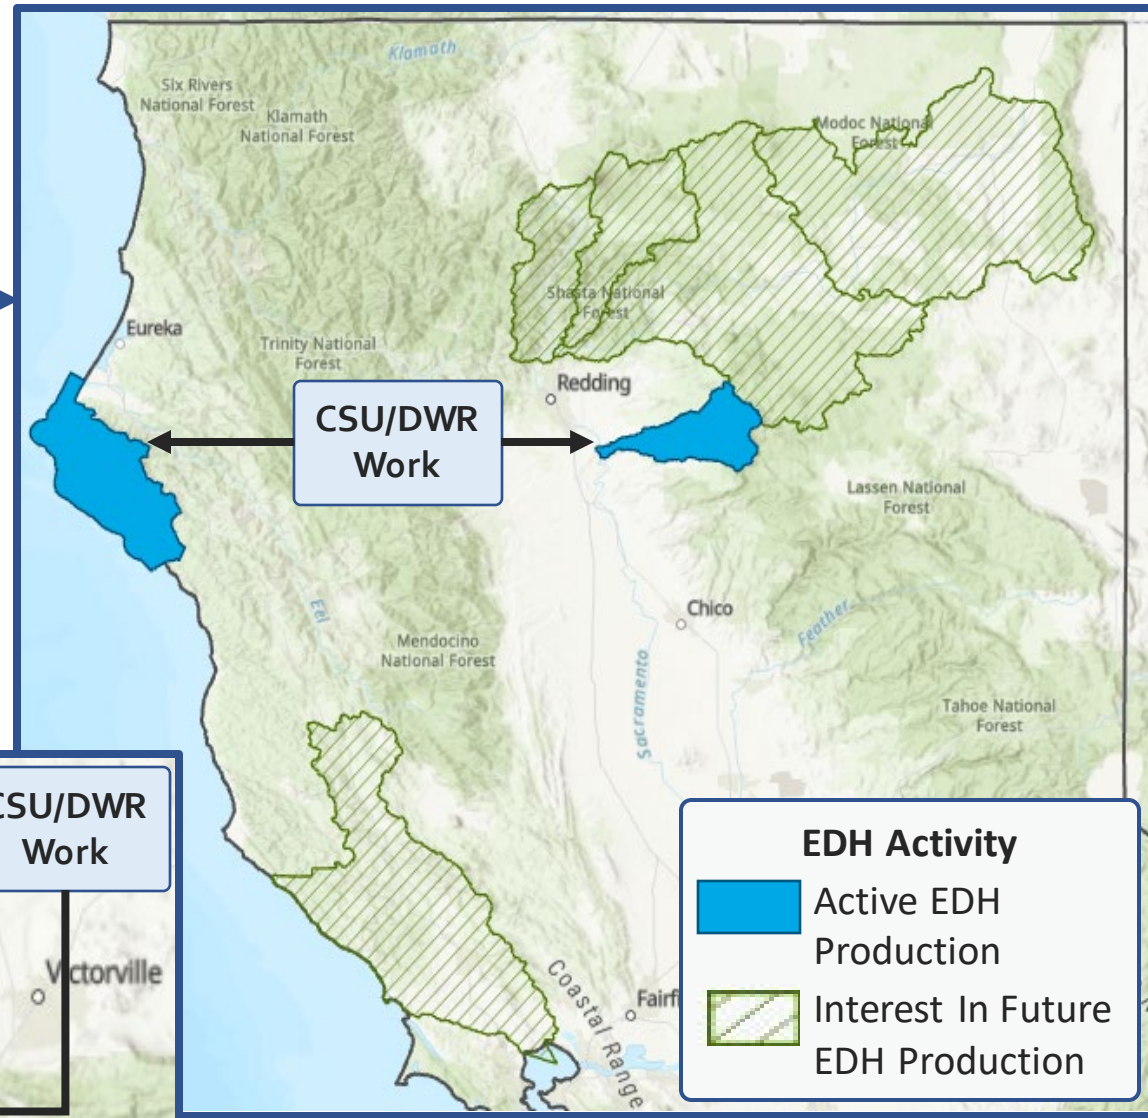 Klamath
Six Rivers
National Forest
Klamath
National Forest
Modoc National
Forest
Shasta National
Forest
Eureka
Trinity National
Forest
Redding
CSU/DWR
Work
Lassen National
Forest
Chico
Feather
Eel
Mendocino
National Forest
Sacramento
Tahoe National
Forest
CSU/DWR
Work
Victorville
Coastal Range
Fairf
EDH Activity
Active EDH
Production
Interest In Future
EDH Production